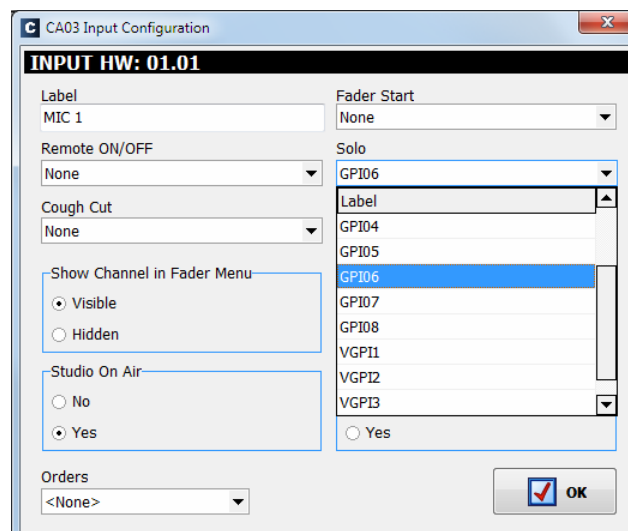 CA03 Input Configuration
INPUT HW: 01.01
Label
MIC 1
Fader Start
None
Remote ON/OFF
None
Solo
GPI06
Label
GPI04
GPI05
GPI06
GPI07
GPI08
VGPI1
VGPI2
VGPI3
Cough Cut
None
Show Channel in Fader Menu
Visible
Hidden
Studio On Air
No
Yes
Yes
Orders
<None>
OK